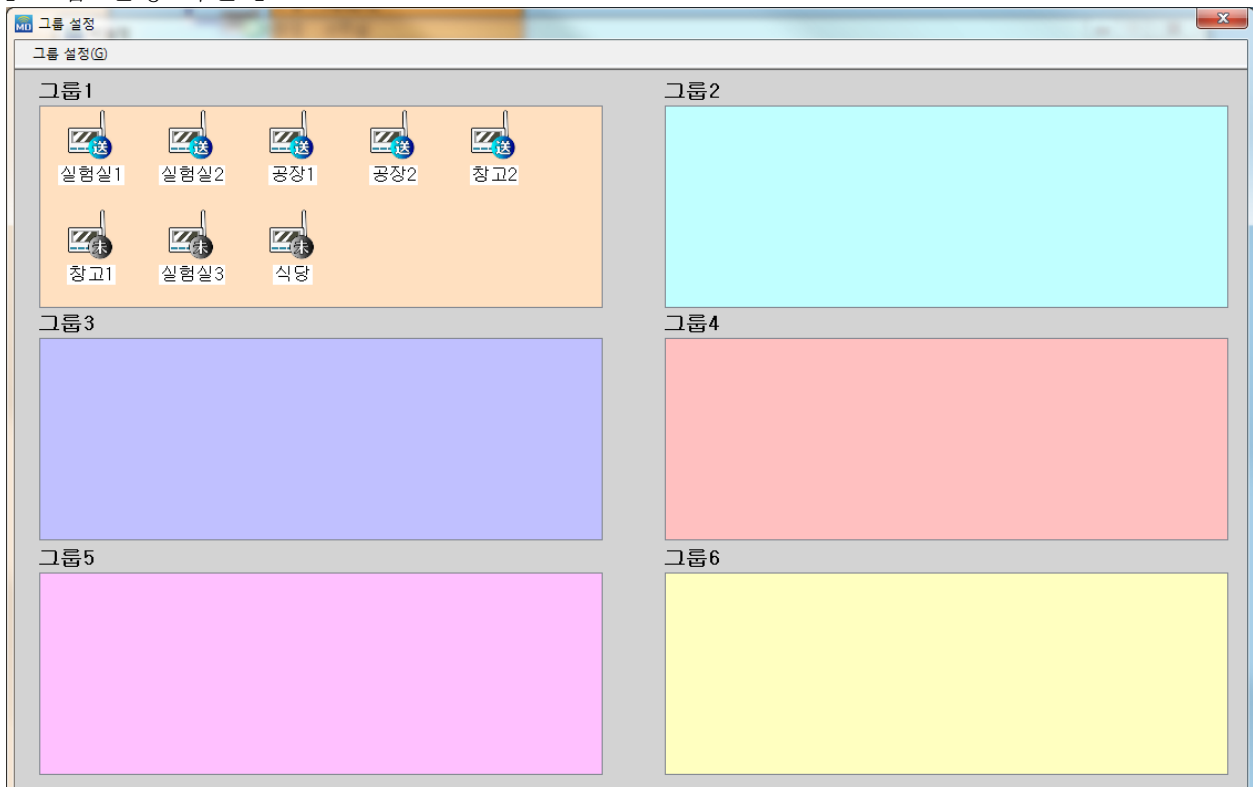 MD 그룹 설정
그룹 설정(G)
그룹1
그룹2
送 送 送 送 送
실험실1 실험실2 공장1 공장2 창고2
未 未 未
창고1 실험실3 식당
그룹3
그룹4
그룹5
그룹6